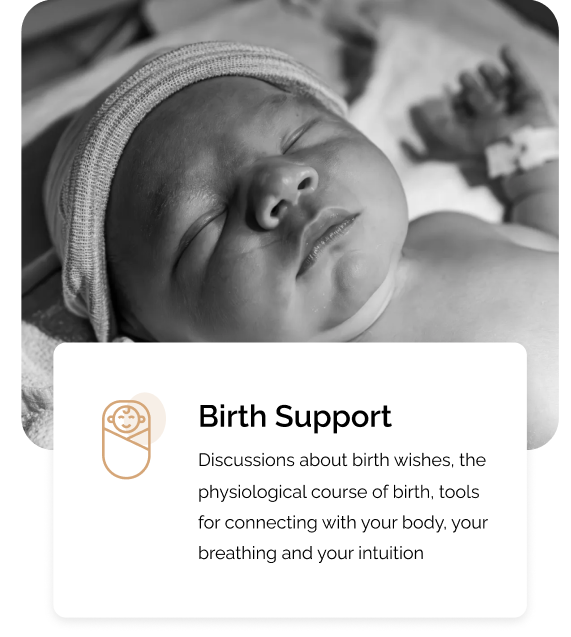 Birth Support
Discussions about birth wishes, the
physiological course of birth, tools
for connecting with your body, your
breathing and your intuition